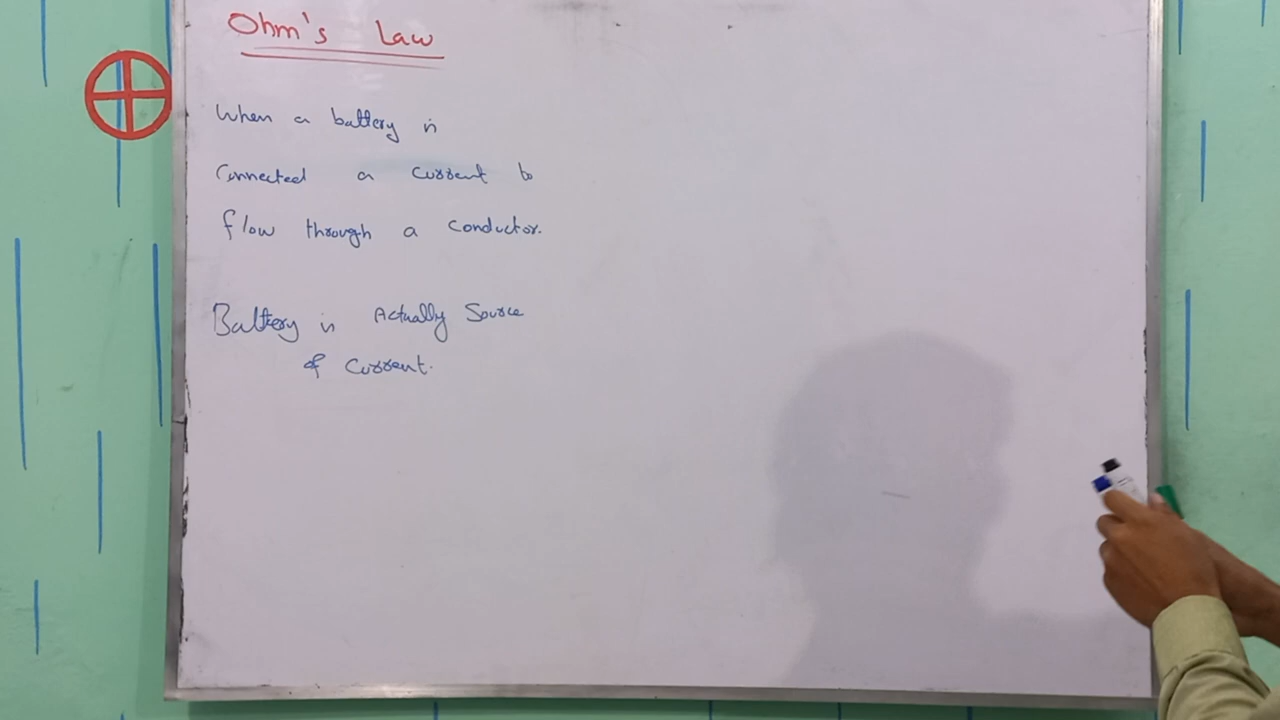 Ohm's Law
When a battery is
Connected a current to
flow through a conductor.
Battery is Actually Source
of Current.